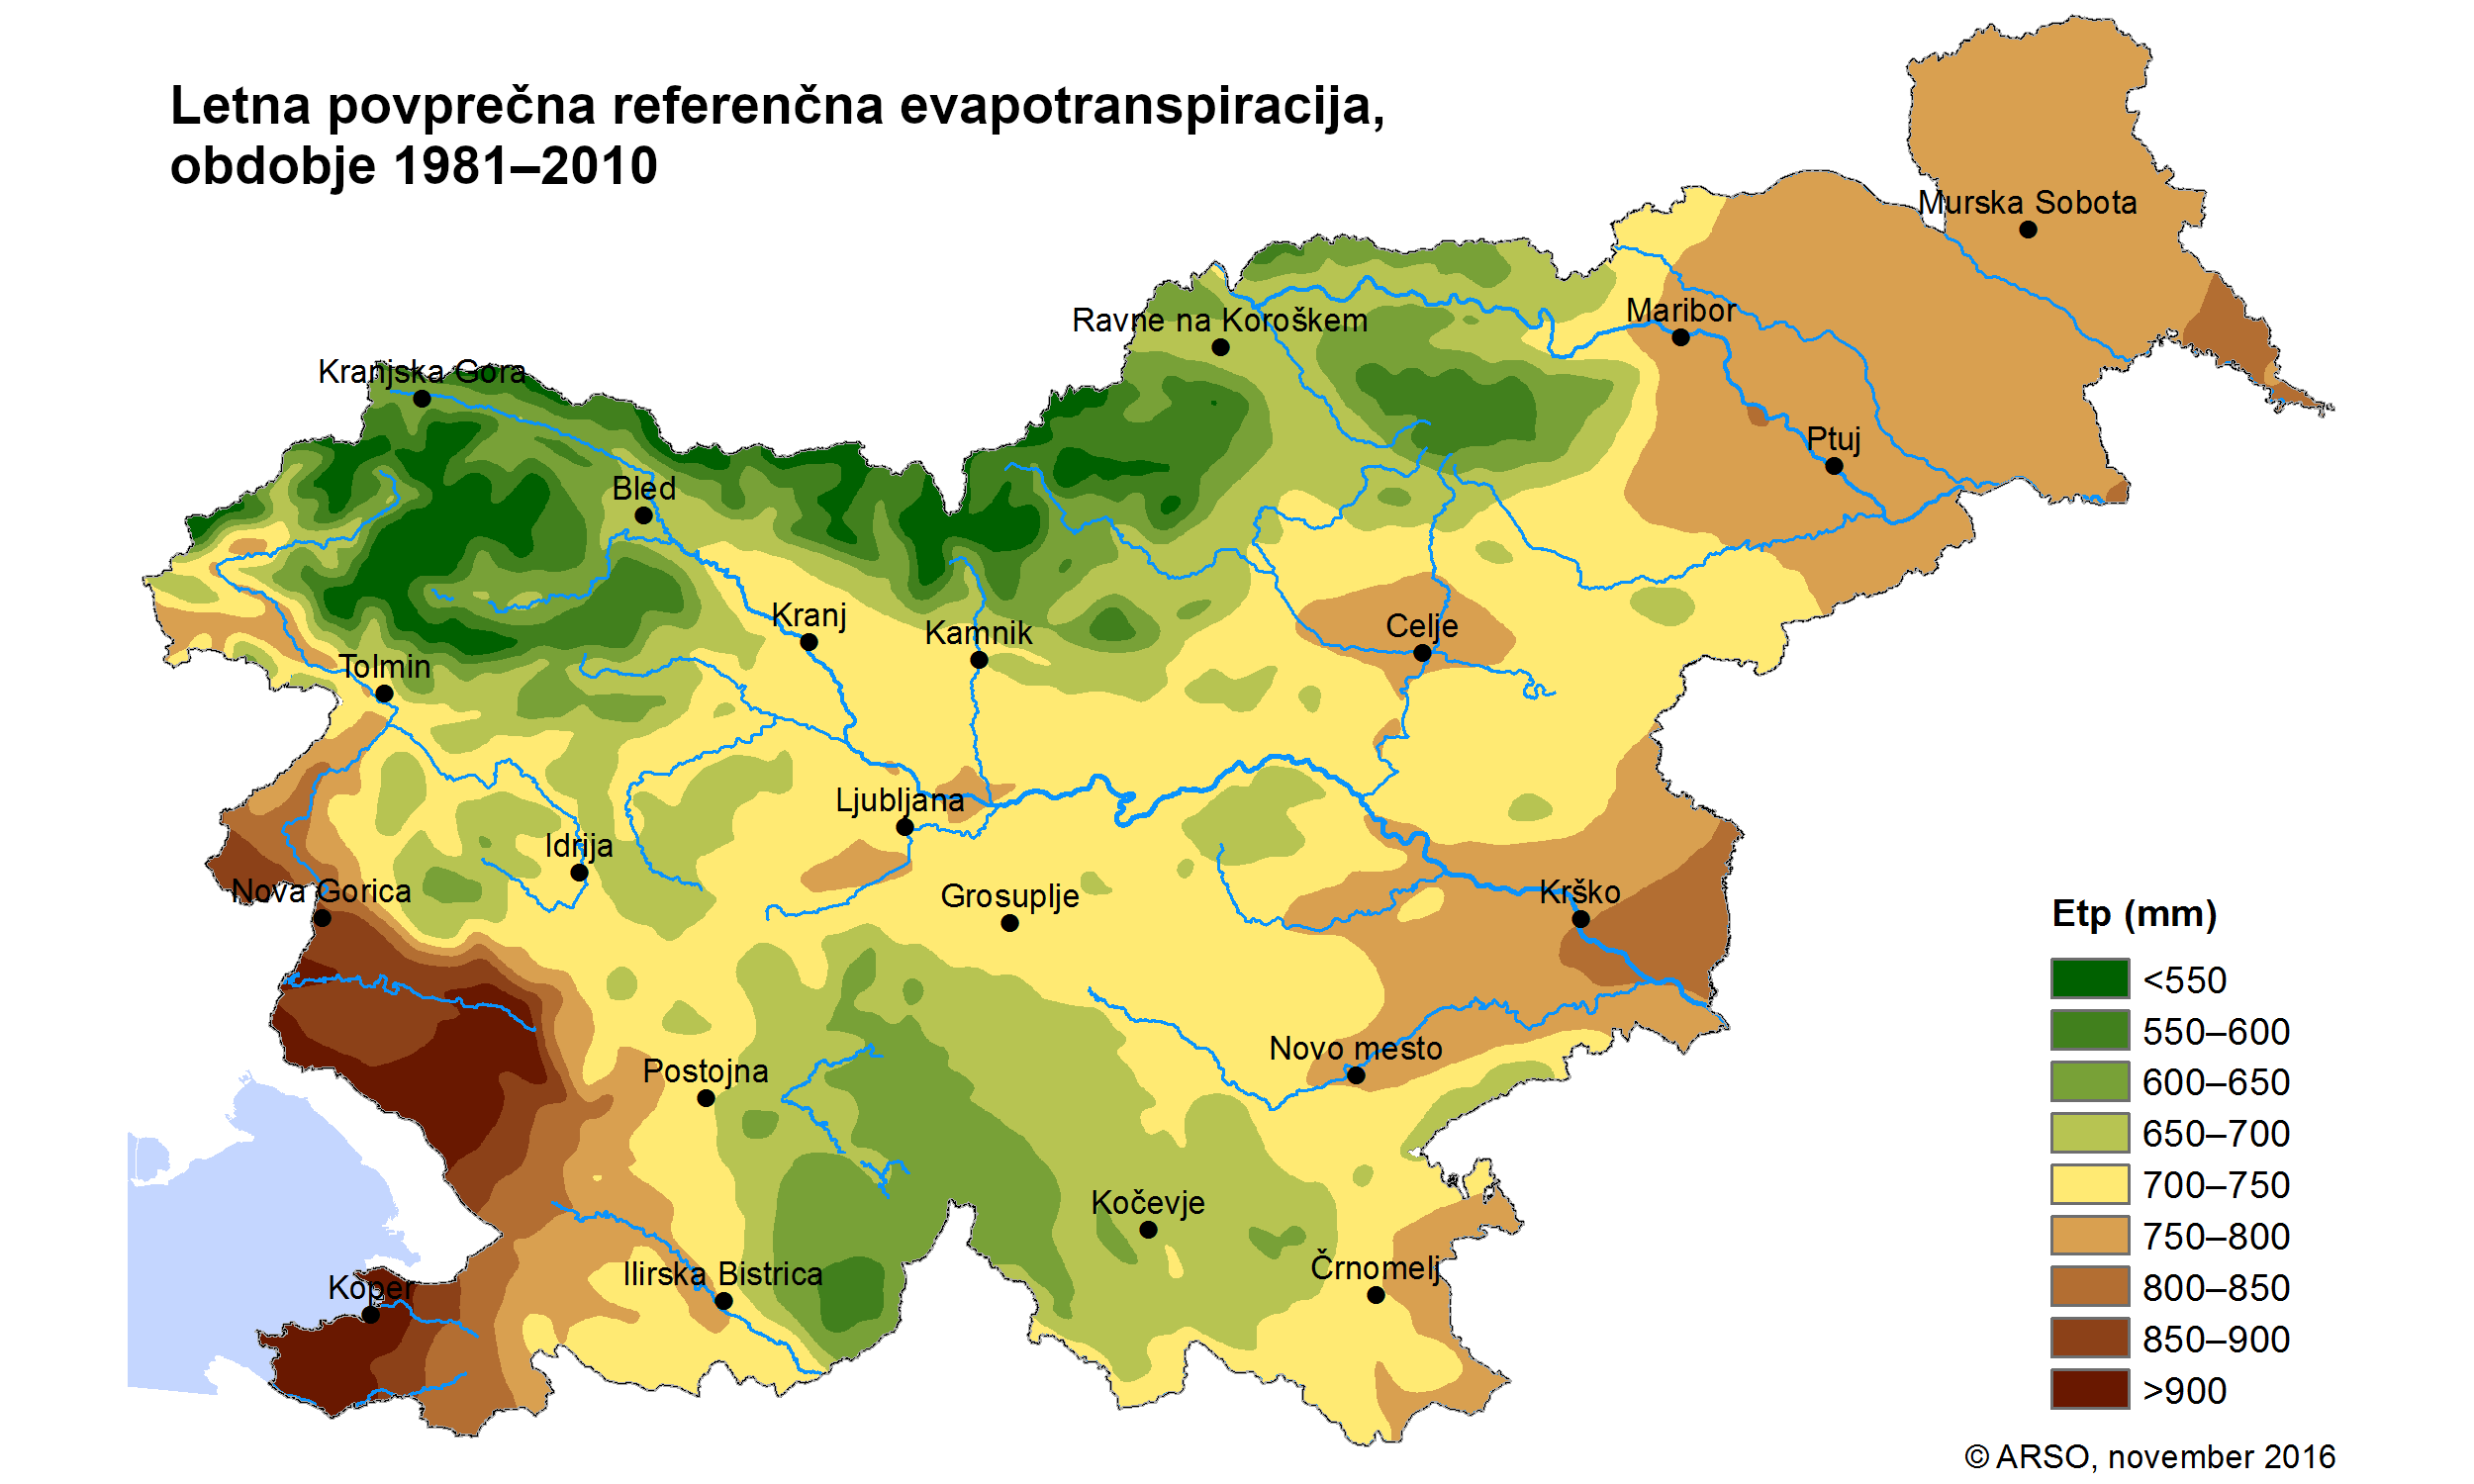 Letna povprečna referenčna evapotranspiracija,
obdobje 1981–2010
Murska Sobota
Maribor
Ravne na Koroškem
Kranjska Gora
Ptuj
Bled
Kranj
Kamnik
Celje
Tolmin
Ljubljana
Idrija
Nova Gorica
Grosuplje
Krško
Novo mesto
Postojna
Kočevje
Črnomelj
Ilirska Bistrica
Koper
Etp (mm)
<550
550–600
600–650
650–700
700–750
750–800
800–850
850–900
>900
© ARSO, november 2016